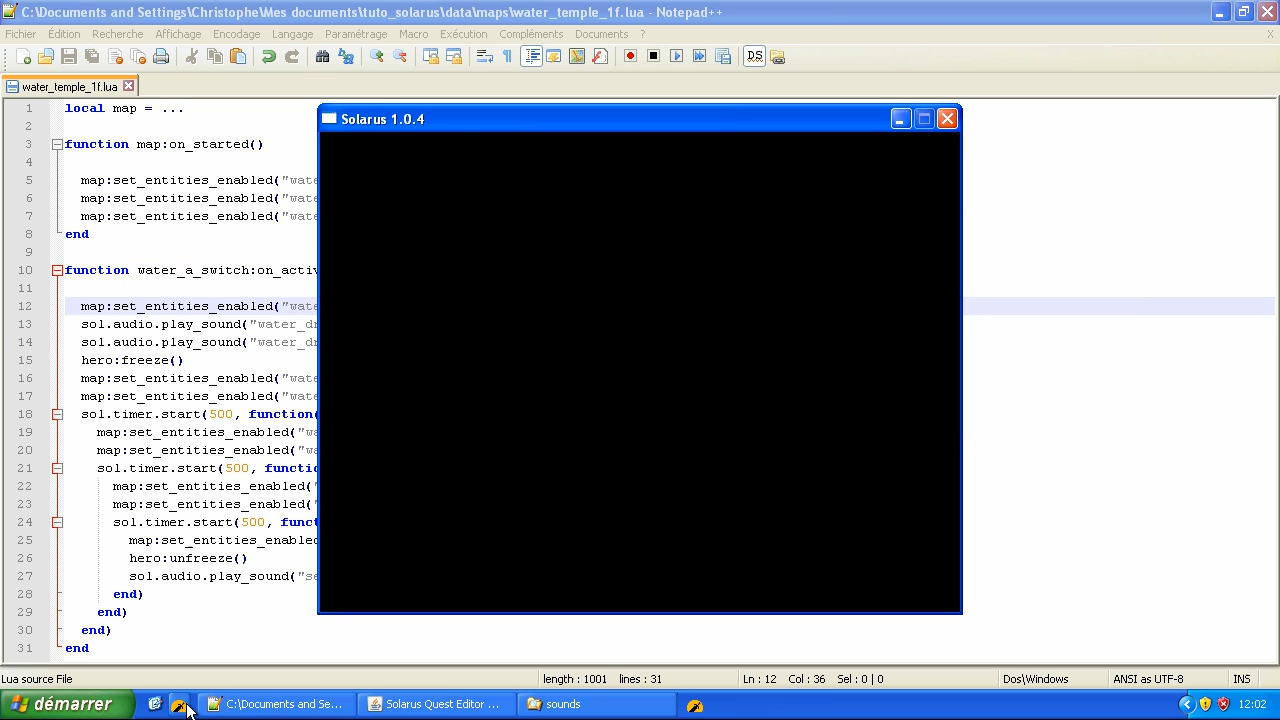 C:\Documents and Settings\Christophe\Mes documents\tuto_solarus\data\maps\water_temple_1f.lua - Notepad++
Fichier Édition Recherche Affichage Encodage Langage Paramétrage Macro Exécution Compléments Documents ? X
water_temple_1f.lua
1 local map = ...
2
3 function map:on_started()
4
5 map:set_entities_enabled("wate
6 map:set_entities_enabled("wate
7 map:set_entities_enabled("wate
8 end
9
10 function water_a_switch:on_activ
11
12 map:set_entities_enabled("wate
13 sol.audio.play_sound("water_dr
14 sol.audio.play_sound("water_dr
15 hero:freeze()
16 map:set_entities_enabled("wate
17 map:set_entities_enabled("wate
18 sol.timer.start(500, function(
19 map:set_entities_enabled("wa
20 map:set_entities_enabled("wa
21 sol.timer.start(500, functio
22 map:set_entities_enabled("
23 map:set_entities_enabled("
24 sol.timer.start(500, funct
25 map:set_entities_enabled
26 hero:unfreeze()
27 sol.audio.play_sound("se
28 end)
29 end)
30 end)
31 end
Solarus 1.0.4
Lua source File length : 1001 lines : 31 Ln : 12 Col : 36 Sel : 0 | 0 Dos\Windows ANSI as UTF-8 INS
démarrer C:\Documents and Se... Solarus Quest Editor ... sounds 12:02